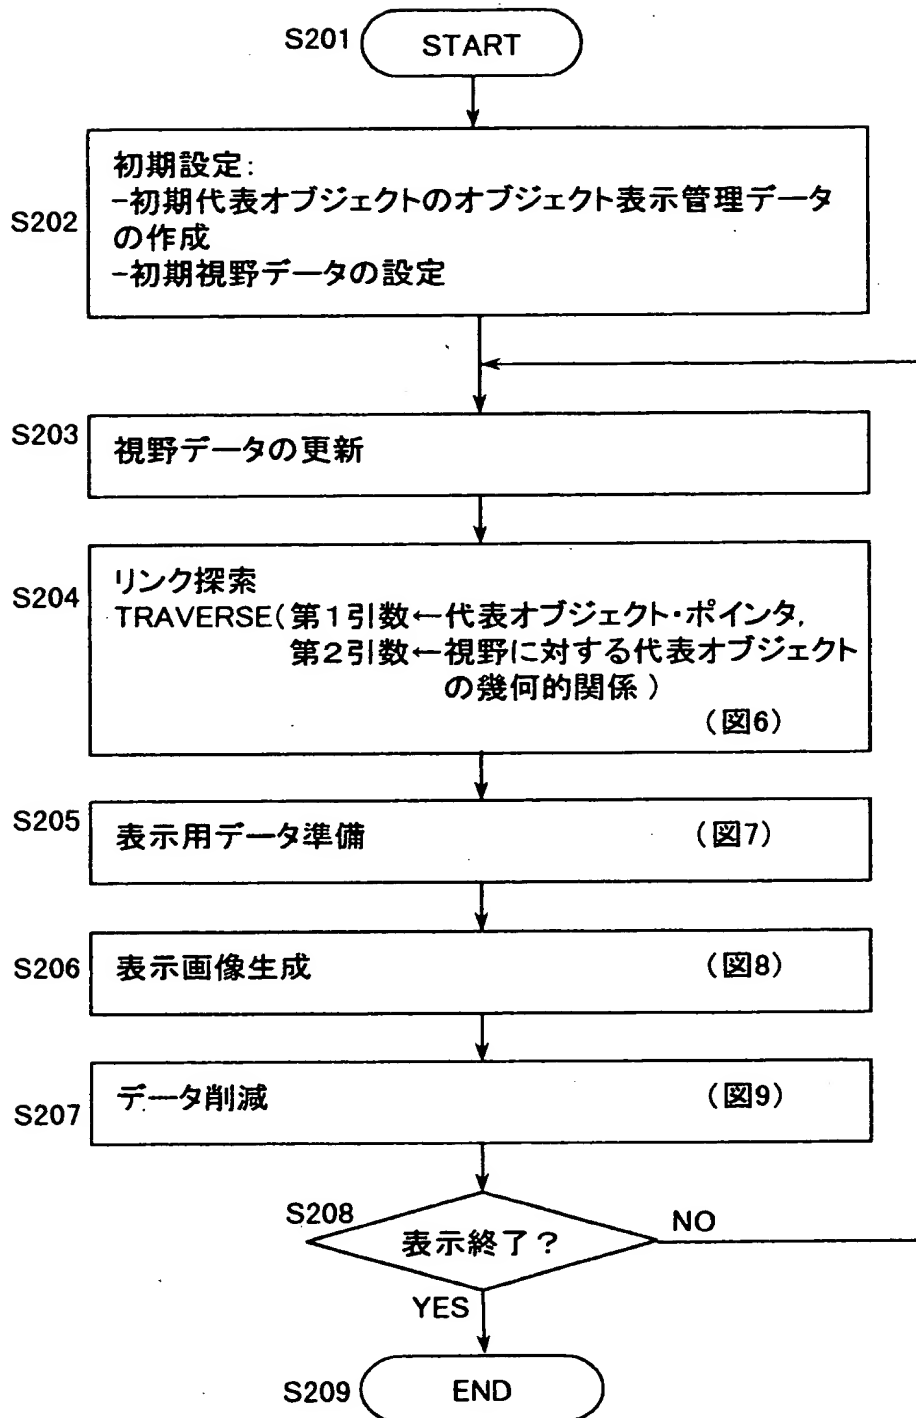 S201
START
S202
初期設定:
-初期代表オブジェクトのオブジェクト表示管理データ
の作成
-初期視野データの設定
S203
視野データの更新
S204
リンク探索
TRAVERSE(第1引数←代表オブジェクト・ポインタ,
第2引数←視野に対する代表オブジェクト
の幾何的関係)
(図6)
S205
表示用データ準備 (図7)
S206
表示画像生成 (図8)
S207
データ削減 (図9)
S208
表示終了?
NO
YES
S209
END